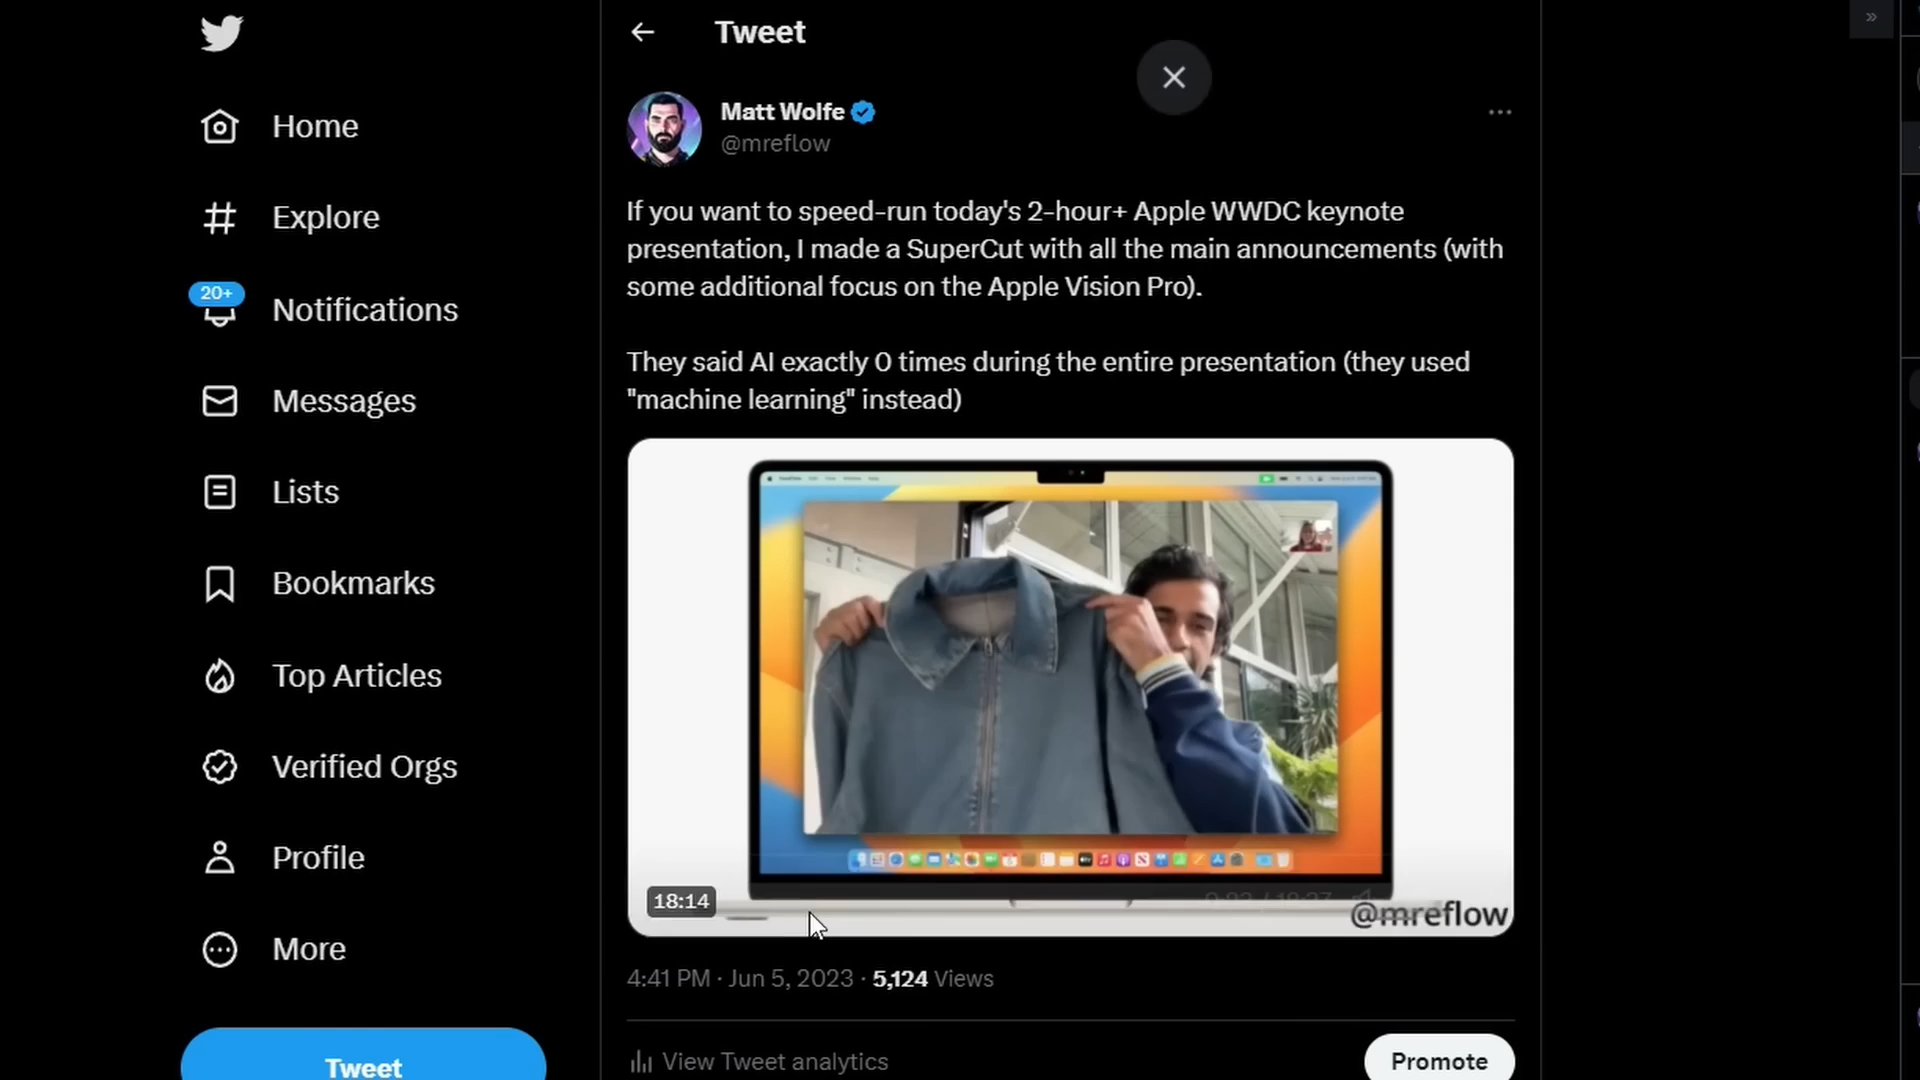 Tweet
Home
Explore
20+
Notifications
Messages
Lists
Bookmarks
Top Articles
Verified Orgs
Profile
More
Tweet
Matt Wolfe
@mreflow
If you want to speed-run today's 2-hour+ Apple WWDC keynote
presentation, I made a SuperCut with all the main announcements (with
some additional focus on the Apple Vision Pro).
They said AI exactly 0 times during the entire presentation (they used
"machine learning" instead)
18:14
@mreflow
4:41 PM · Jun 5, 2023 · 5,124 Views
View Tweet analytics
Promote